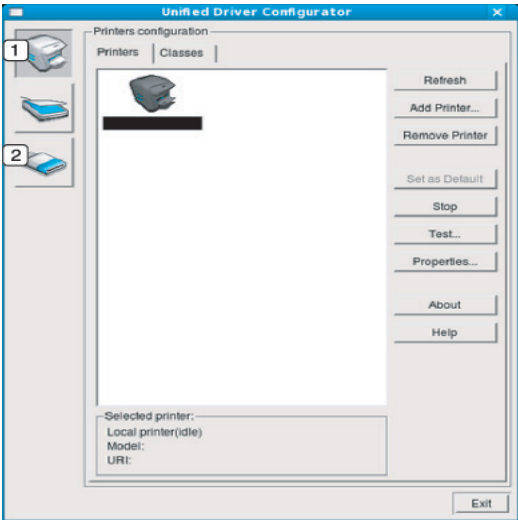 Unified Driver Configurator
1
Printers configuration
Printers Classes
Refresh
Add Printer...
2
Remove Printer
Set as Default
Stop
Test...
Properties...
About
Help
Selected printer:
Local printer(idle)
Model:
URI:
Exit